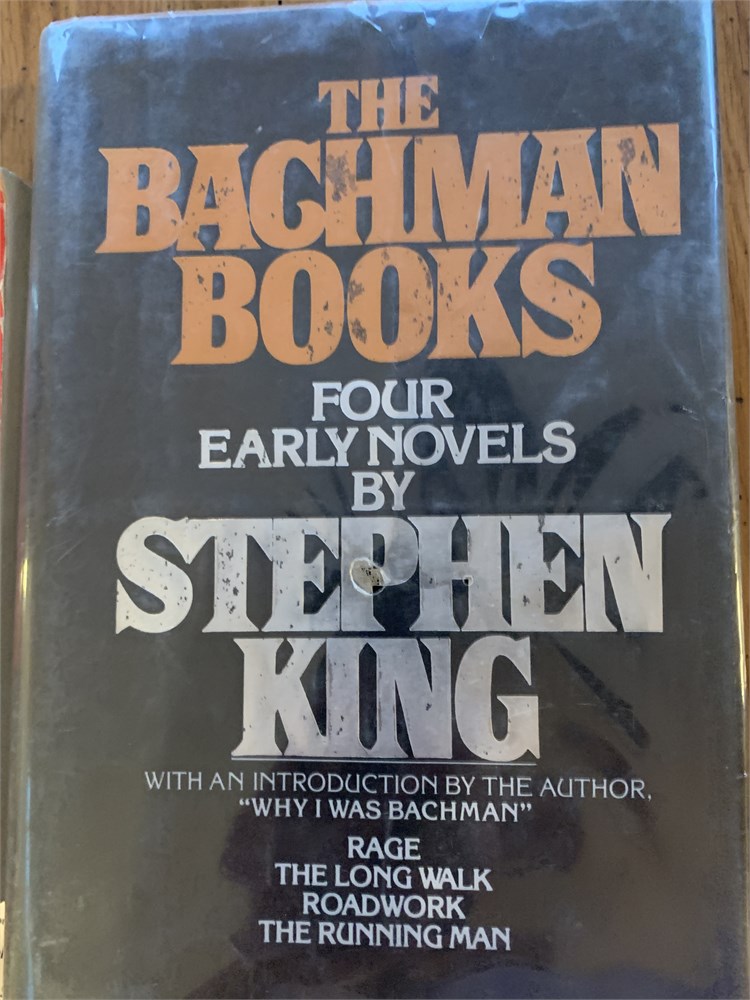 THE
BACHMAN
BOOKS
FOUR
EARLY NOVELS
BY
STEPHEN
KING
WITH AN INTRODUCTION BY THE AUTHOR,
“WHY I WAS BACHMAN”
RAGE
THE LONG WALK
ROADWORK
THE RUNNING MAN